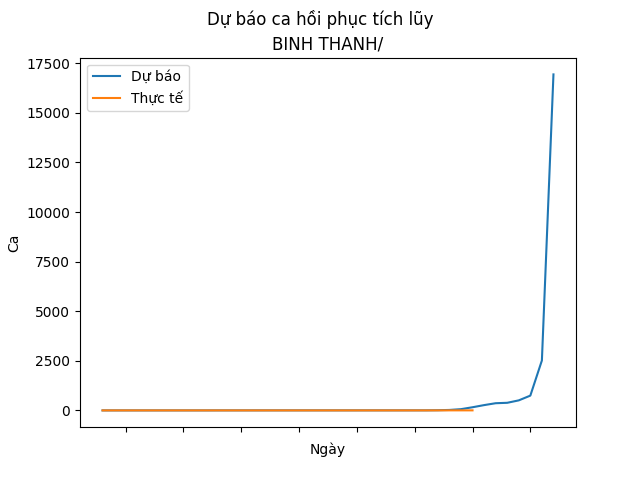 Dự báo ca hồi phục tích lũy
BINH THANH/
Dự báo
Thực tế
17500
15000
12500
10000
7500
5000
2500
0
Ca
Ngày